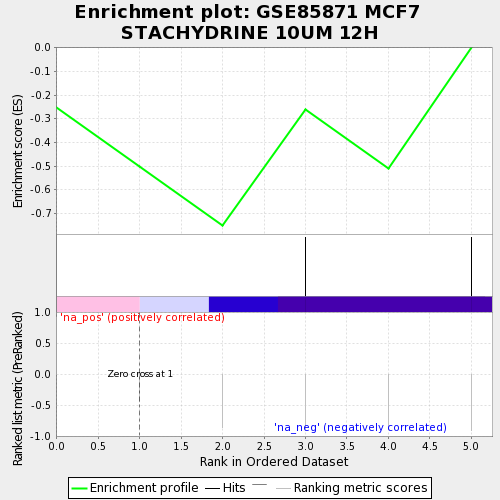 Enrichment plot: GSE85871 MCF7
STACHYDRINE 10UM 12H
Enrichment score (ES)
0.0
-0.1
-0.2
-0.3
-0.4
-0.5
-0.6
-0.7
Ranked list metric (PreRanked)
1.0
0.5
0.0
-0.5
-1.0
'na_pos' (positively correlated)
Zero cross at 1
'na_neg' (negatively correlated)
0.0 0.5 1.0 1.5 2.0 2.5 3.0 3.5 4.0 4.5 5.0
Rank in Ordered Dataset
Enrichment profile Hits Ranking metric scores